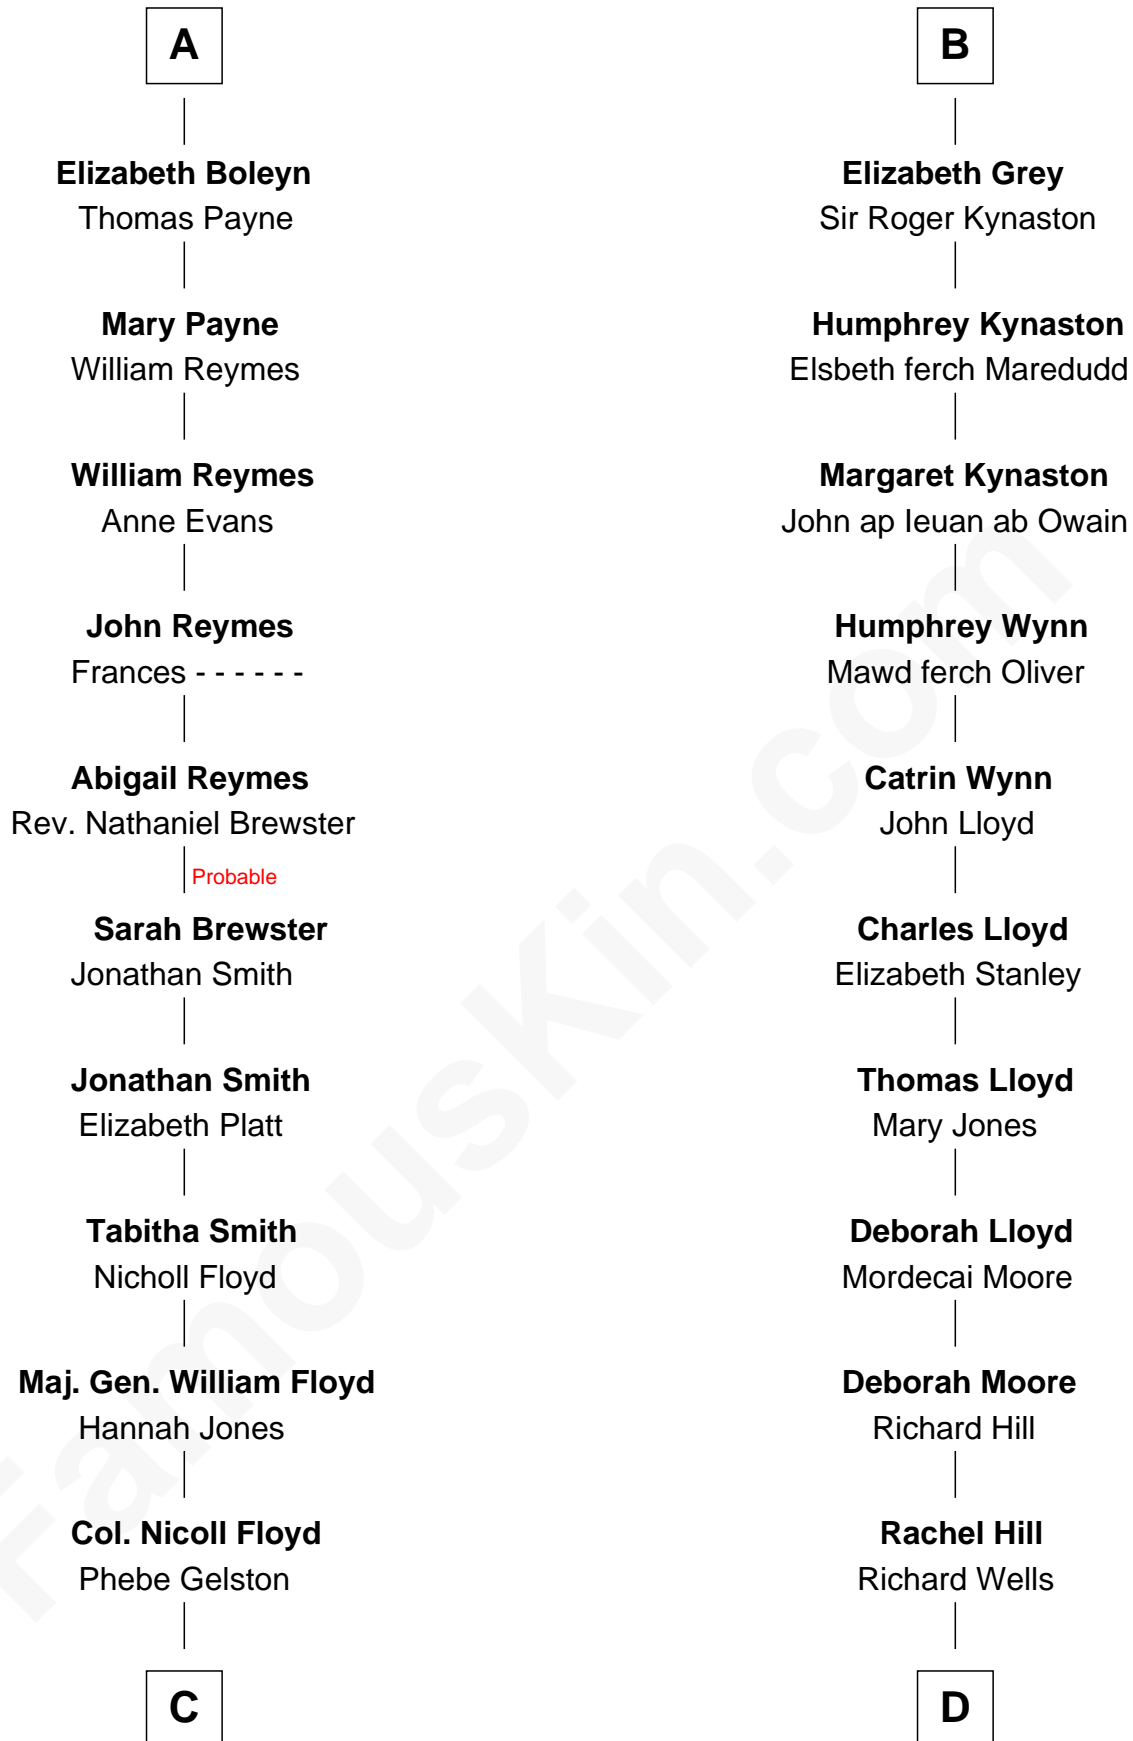 A
Elizabeth Boleyn
Thomas Payne
Mary Payne
William Reymes
William Reymes
Anne Evans
John Reymes
Frances - - - - - -
Abigail Reymes
Rev. Nathaniel Brewster
Probable
Sarah Brewster
Jonathan Smith
Jonathan Smith
Elizabeth Platt
Tabitha Smith
Nicholl Floyd
Maj. Gen. William Floyd
Hannah Jones
Col. Nicoll Floyd
Phebe Gelston
C
B
Elizabeth Grey
Sir Roger Kynaston
Humphrey Kynaston
Elsbeth ferch Maredudd
Margaret Kynaston
John ap Ieuan ab Owain
Humphrey Wynn
Mawd ferch Oliver
Catrin Wynn
John Lloyd
Charles Lloyd
Elizabeth Stanley
Thomas Lloyd
Mary Jones
Deborah Lloyd
Mordecai Moore
Deborah Moore
Richard Hill
Rachel Hill
Richard Wells
D
FamousKin.com